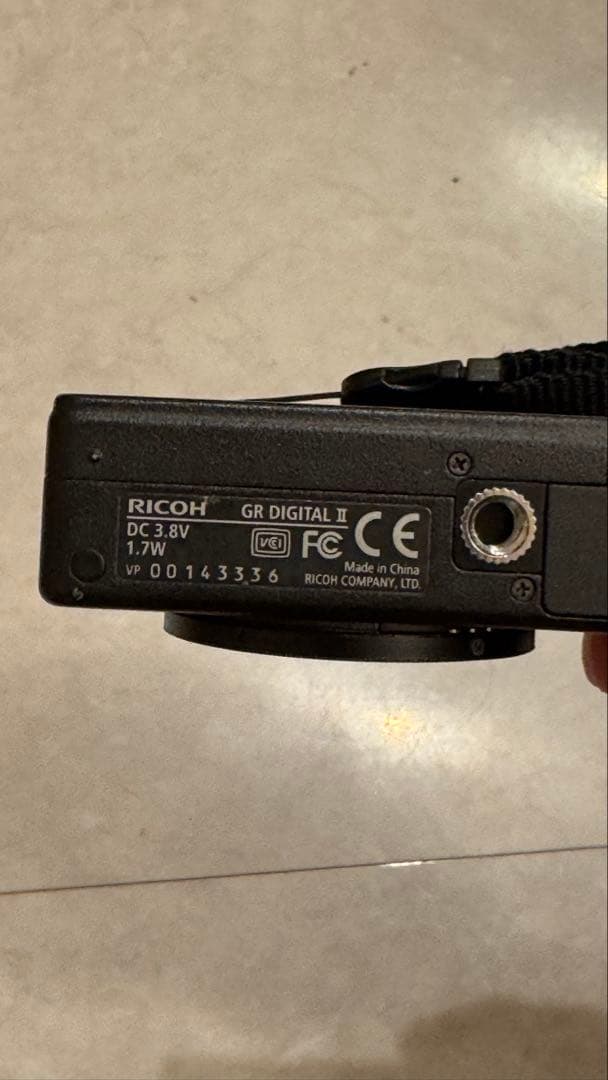 RICOH GR DIGITAL II
DC 3.8V
1.7W
VCCI FC CE
Made in China
VP 00143336 RICOH COMPANY, LTD.